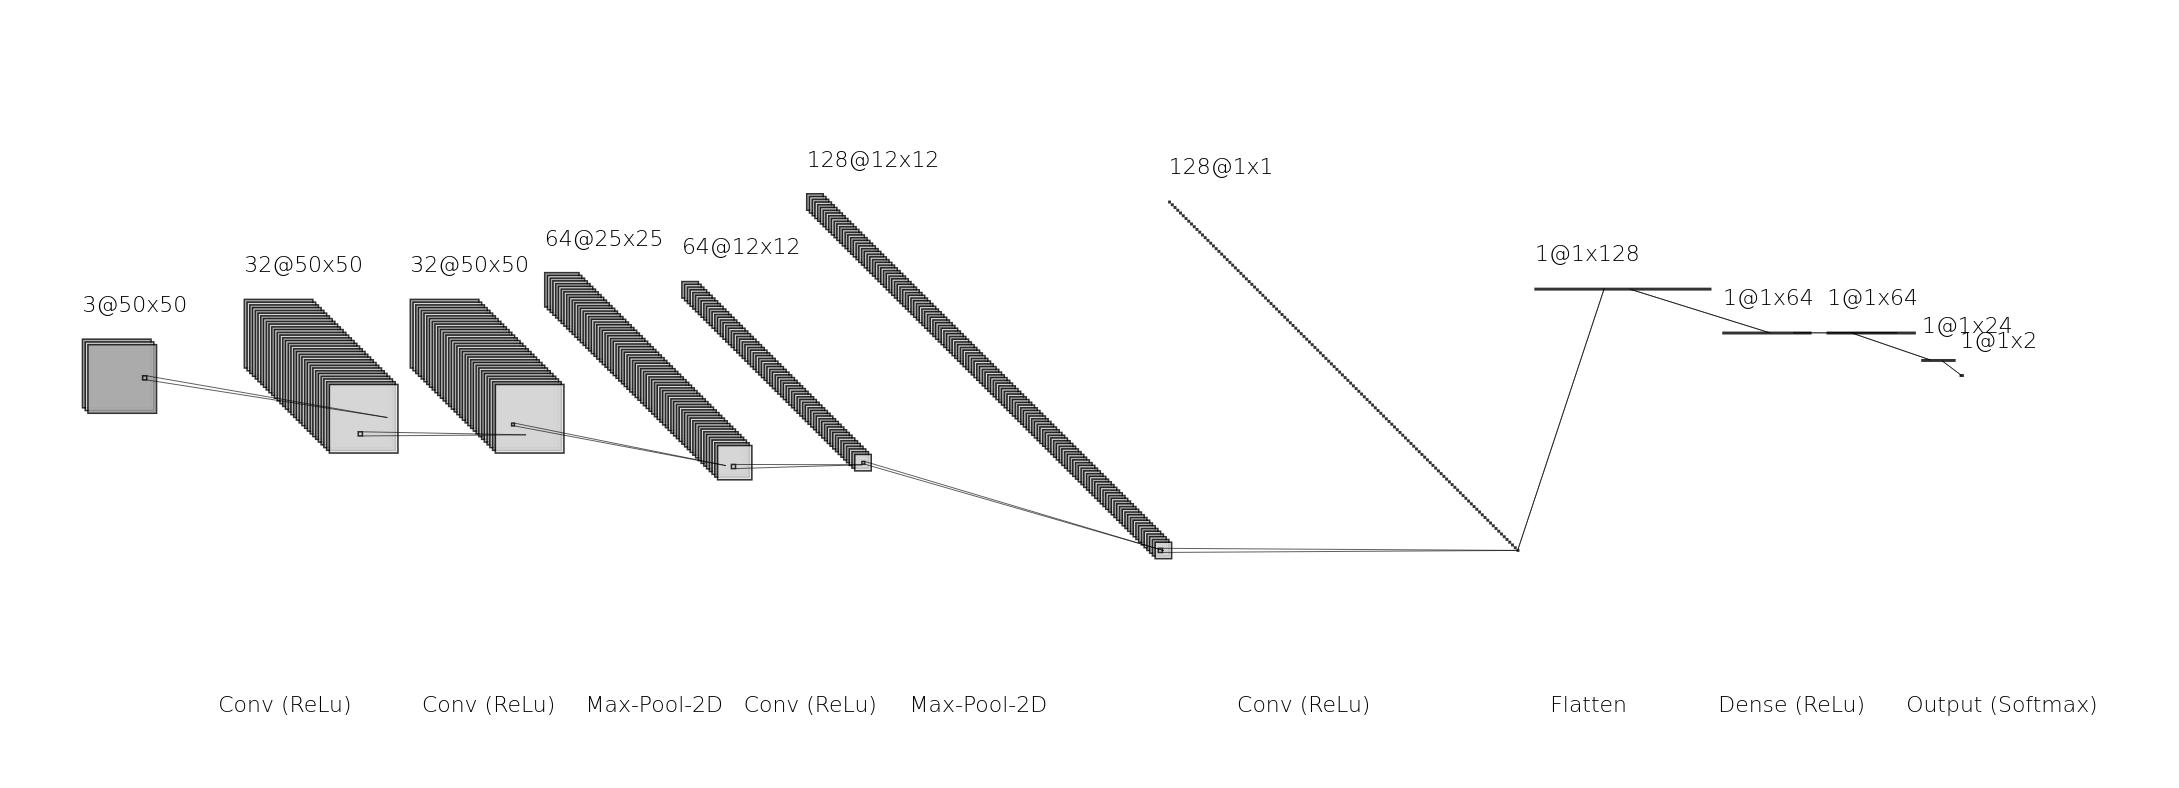 128@12x12
128@1x1
64@25x25
64@12x12
1@1x128
32@50x50
32@50x50
3@50x50
1@1x64
1@1x64
1@1x24
1@1x2
Conv (ReLu)
Conv (ReLu)
Max-Pool-2D
Conv (ReLu)
Max-Pool-2D
Conv (ReLu)
Flatten
Dense (ReLu)
Output (Softmax)